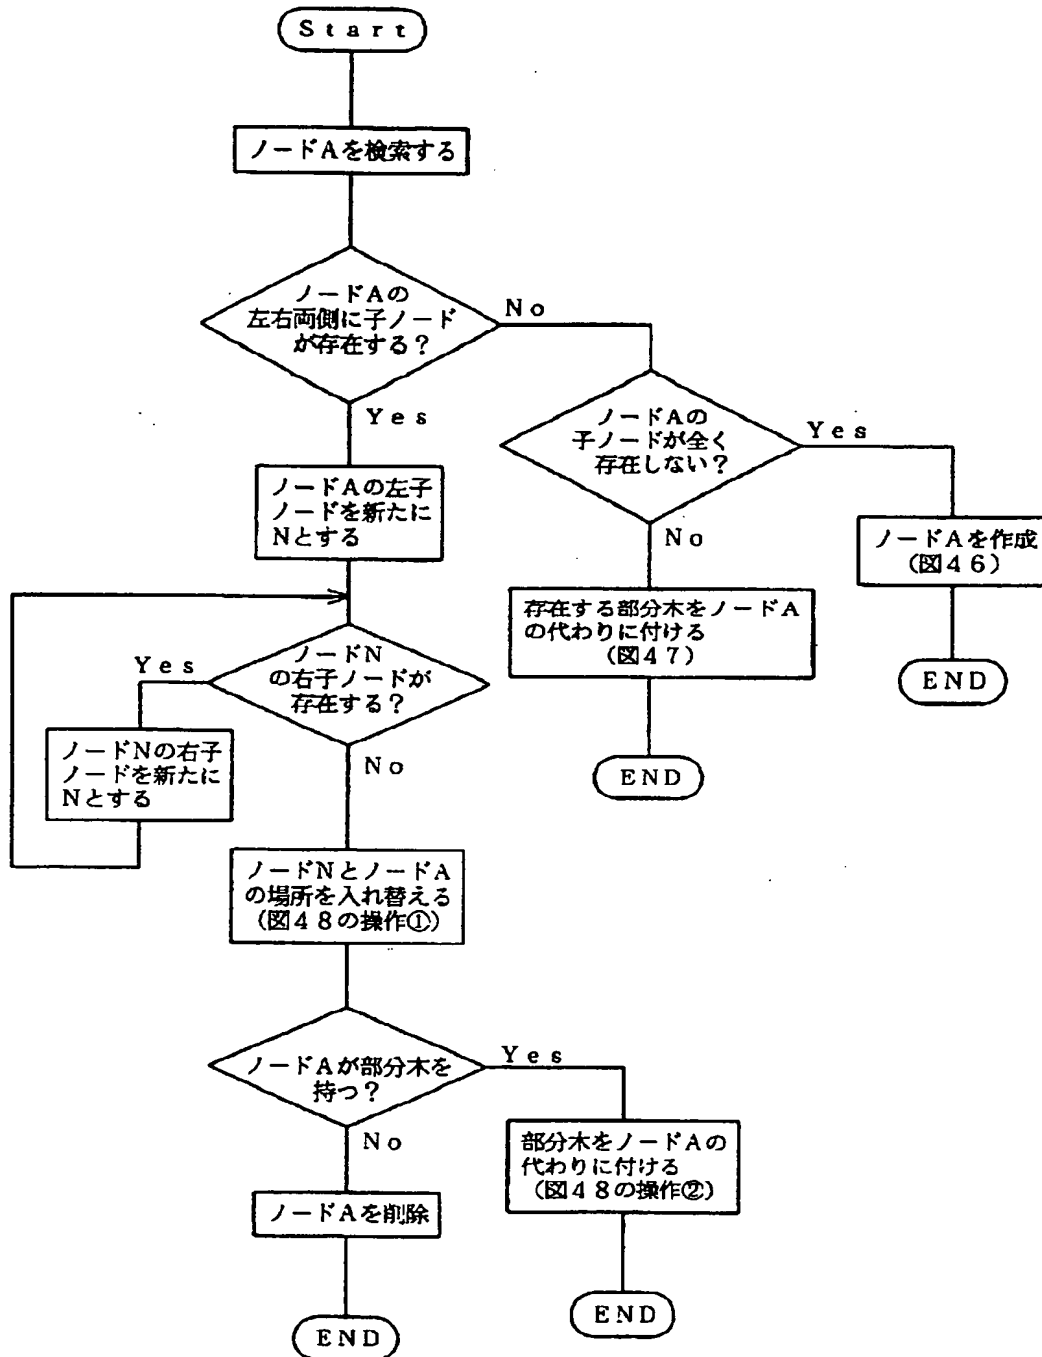 Start
ノードAを検索する
ノードAの
左右両側に子ノード
が存在する?
No
Yes
ノードAの
子ノードが全く
存在しない?
Yes
No
ノードAの左子
ノードを新たに
Nとする
ノードAを作成
(図46)
END
存在する部分木をノードA
の代わりに付ける
(図47)
END
ノードN
の右子ノードが
存在する?
Yes
No
ノードNの右子
ノードを新たに
Nとする
ノードNとノードA
の場所を入れ替える
(図48の操作①)
ノードAが部分木を
持つ?
Yes
No
部分木をノードAの
代わりに付ける
(図48の操作②)
END
ノードAを削除
END